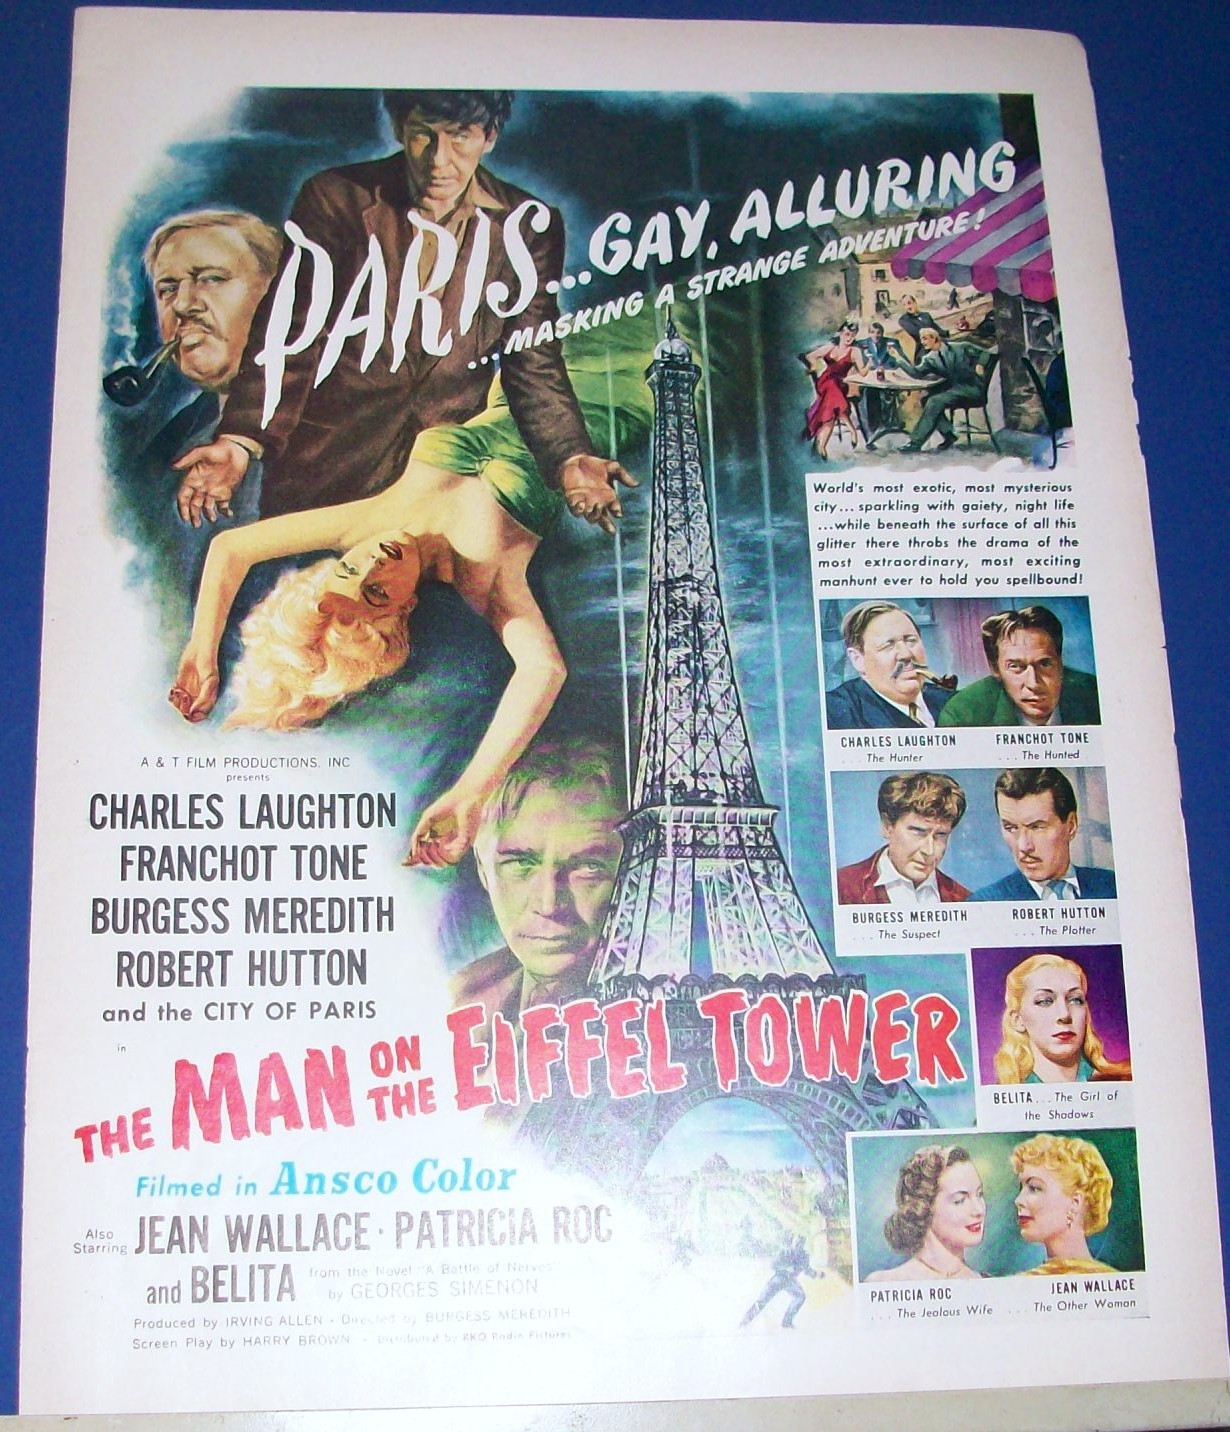 PARIS...GAY, ALLURING
...MASKING A STRANGE ADVENTURE!
World's most exotic, most mysterious
city...sparkling with gaiety, night life
...while beneath the surface of all this
glitter there throbs the drama of the
most extraordinary, most exciting
manhunt ever to hold you spellbound!
CHARLES LAUGHTON
...The Hunter
FRANCHOT TONE
...The Hunted
BURGESS MEREDITH
...The Suspect
ROBERT HUTTON
...The Plotter
BELITA...The Girl of
the Shadows
PATRICIA ROC
...The Jealous Wife
JEAN WALLACE
...The Other Woman
A & T FILM PRODUCTIONS, INC
presents
CHARLES LAUGHTON
FRANCHOT TONE
BURGESS MEREDITH
ROBERT HUTTON
and the CITY OF PARIS
in
THE MAN ON THE EIFFEL TOWER
Filmed in Ansco Color
Also Starring JEAN WALLACE · PATRICIA ROC
and BELITA
from the Novel "A Battle of Nerves"
by GEORGES SIMENON
Produced by IRVING ALLEN · Directed by BURGESS MEREDITH
Screen Play by HARRY BROWN · Distributed by RKO Radio Pictures